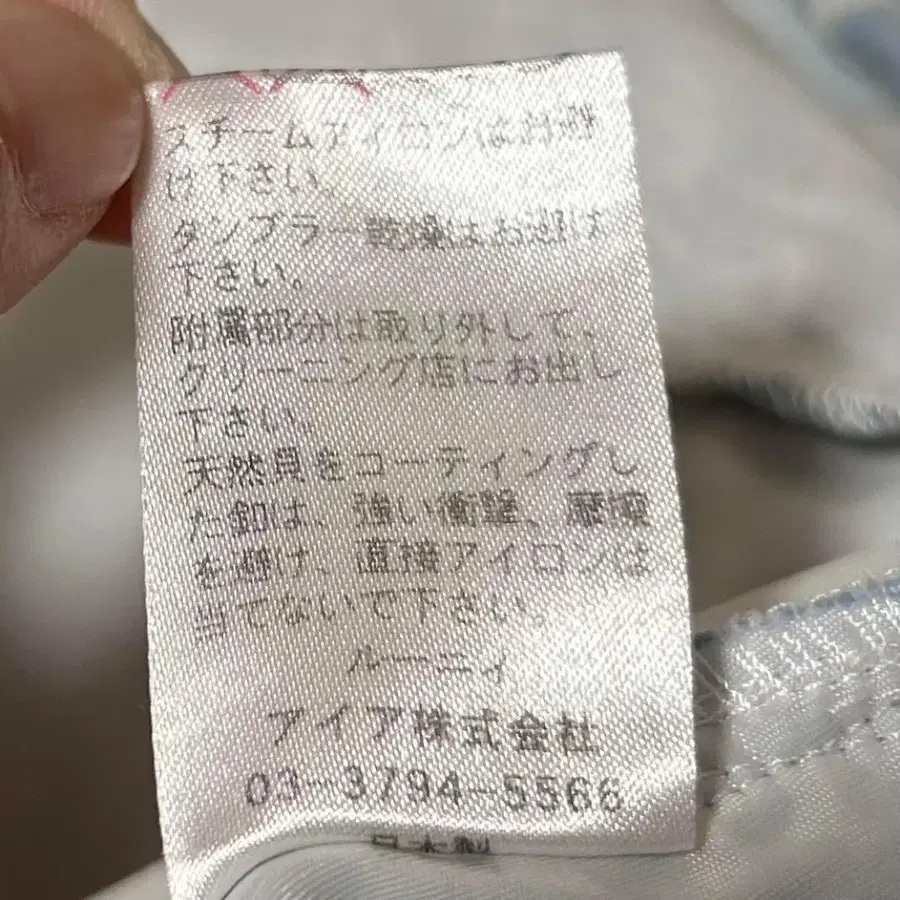 スチームアイロンはお避
け下さい。
タンブラー乾燥はお避け
下さい。
附属部分は取り外して、
クリーニング店にお出し
下さい。
天然貝をコーティングし
た釦は、強い衝撃、摩擦
を避け、直接アイロンは
当てないで下さい。
ルーニィ
アイア株式会社
03-3794-5566
日本製